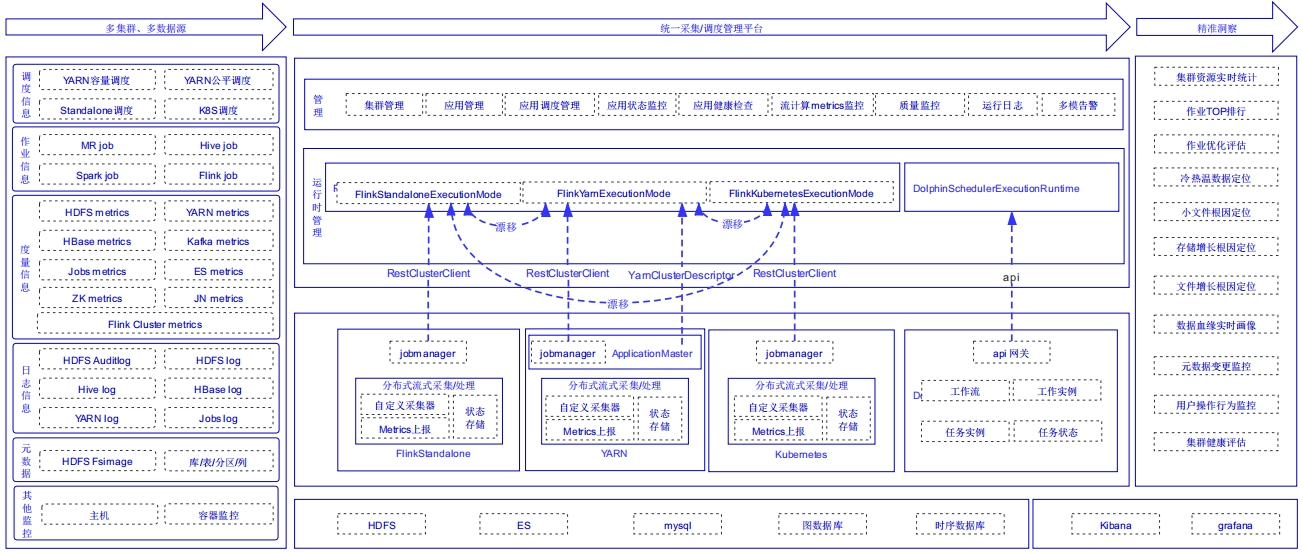 多集群、多数据源
统一采集/调度管理平台
精准洞察
调度信息
YARN容量调度
YARN公平调度
Standalone调度
K8S调度
作业信息
MR job
Hive job
Spark job
Flink job
度量信息
HDFS metrics
YARN metrics
HBase metrics
Kafka metrics
Jobs metrics
ES metrics
ZK metrics
JN metrics
Flink Cluster metrics
日志信息
HDFS Auditlog
HDFS log
Hive log
HBase log
YARN log
Jobs log
元数据
HDFS Fsimage
库/表/分区/列
其他监控
主机
容器监控
管理
集群管理
应用管理
应用调度管理
应用状态监控
应用健康检查
流计算metrics监控
质量监控
运行日志
多模告警
运行时管理
FlinkStandaloneExecutionMode
FlinkYarnExecutionMode
FlinkKubernetesExecutionMode
DolphinSchedulerExecutionRuntime
漂移
漂移
RestClusterClient
RestClusterClient
YarnClusterDescriptor
RestClusterClient
api
漂移
jobmanager
分布式流式采集/处理
自定义采集器
Metrics上报
状态存储
FlinkStandalone
jobmanager
ApplicationMaster
分布式流式采集/处理
自定义采集器
Metrics上报
状态存储
YARN
jobmanager
分布式流式采集/处理
自定义采集器
Metrics上报
状态存储
Kubernetes
api 网关
工作流
工作实例
任务实例
任务状态
HDFS
ES
mysql
图数据库
时序数据库
Kibana
grafana
集群资源实时统计
作业TOP排行
作业优化评估
冷热温数据定位
小文件根因定位
存储增长根因定位
文件增长根因定位
数据血缘实时画像
元数据变更监控
用户操作行为监控
集群健康评估